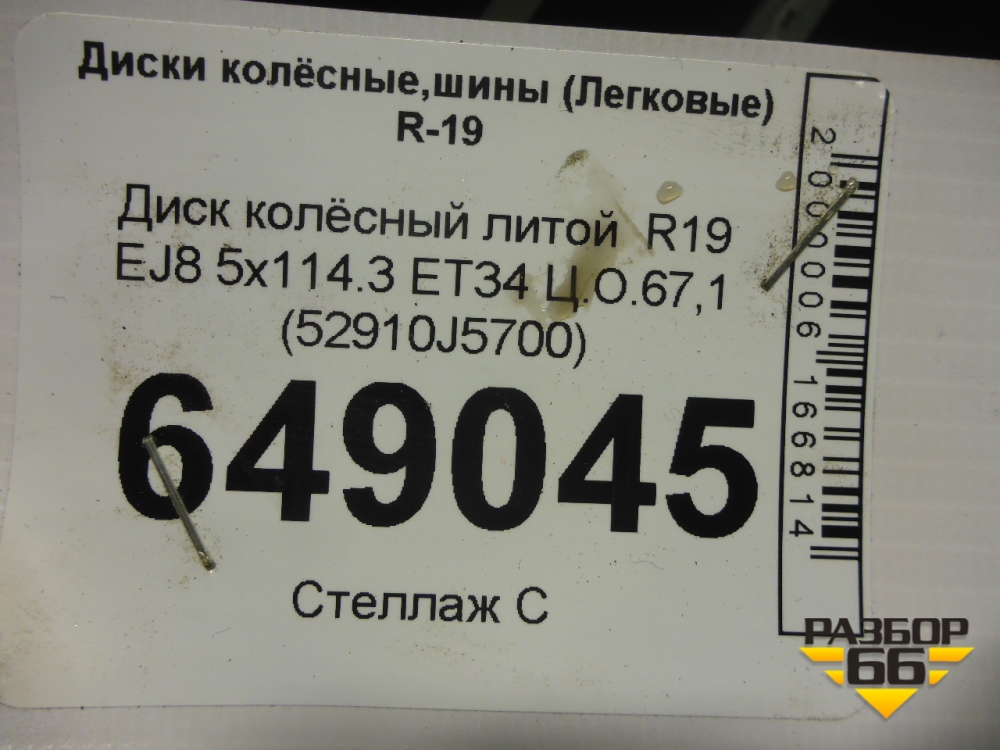 Диски колёсные,шины (Легковые)
R-19
Диск колёсный литой R19
EJ8 5x114.3 ET34 Ц.О.67,1
(52910J5700)
649045
Стеллаж С
2000006166814
РАЗБОР
66